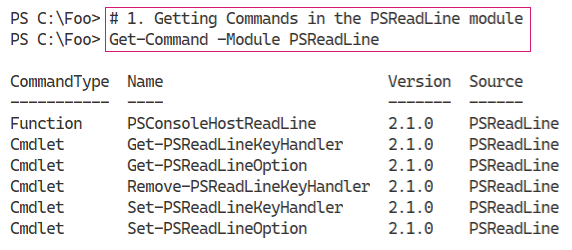 PS C:\Foo> # 1. Getting Commands in the PSReadLine module
PS C:\Foo> Get-Command -Module PSReadLine
CommandType  Name                         Version  Source
-----------  ----                         -------  ------
Function     PSConsoleHostReadLine        2.1.0    PSReadLine
Cmdlet       Get-PSReadLineKeyHandler     2.1.0    PSReadLine
Cmdlet       Get-PSReadLineOption         2.1.0    PSReadLine
Cmdlet       Remove-PSReadLineKeyHandler  2.1.0    PSReadLine
Cmdlet       Set-PSReadLineKeyHandler     2.1.0    PSReadLine
Cmdlet       Set-PSReadLineOption         2.1.0    PSReadLine